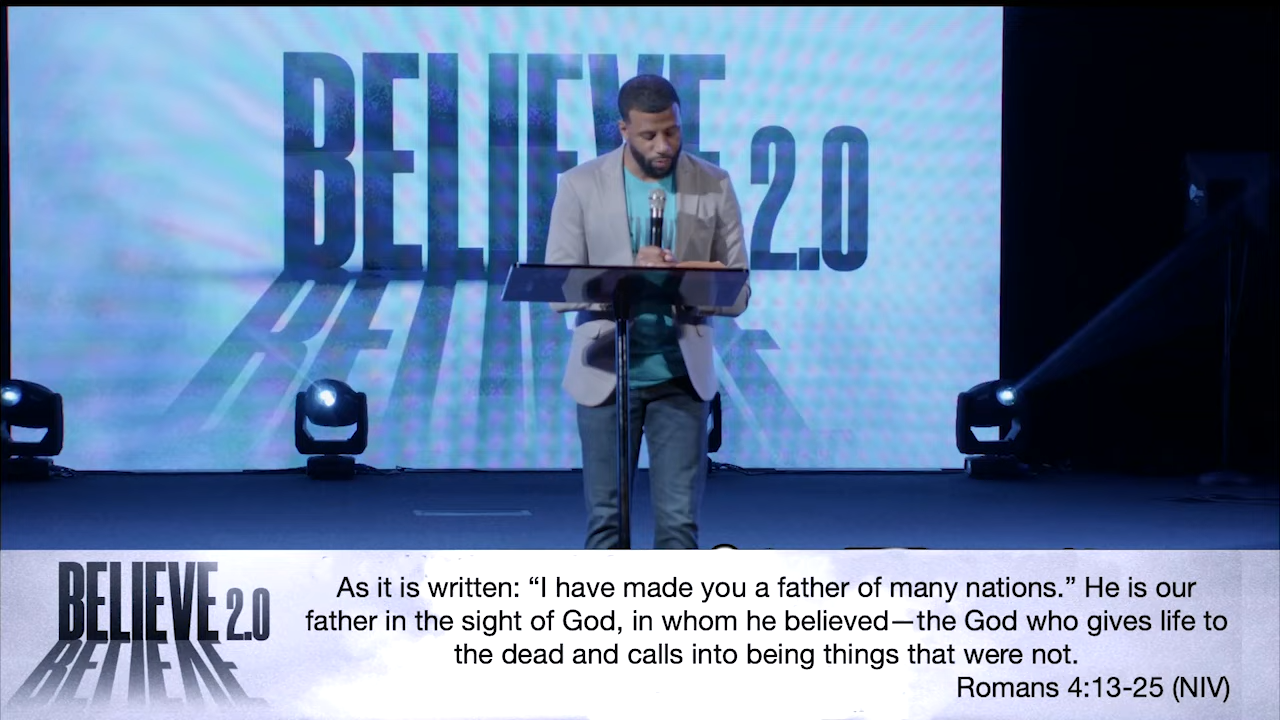 BELIEVE 2.0
BELIEVE
BELIEVE 2.0
BELIEVE
As it is written: “I have made you a father of many nations.” He is our
father in the sight of God, in whom he believed—the God who gives life to
the dead and calls into being things that were not.
Romans 4:13-25 (NIV)